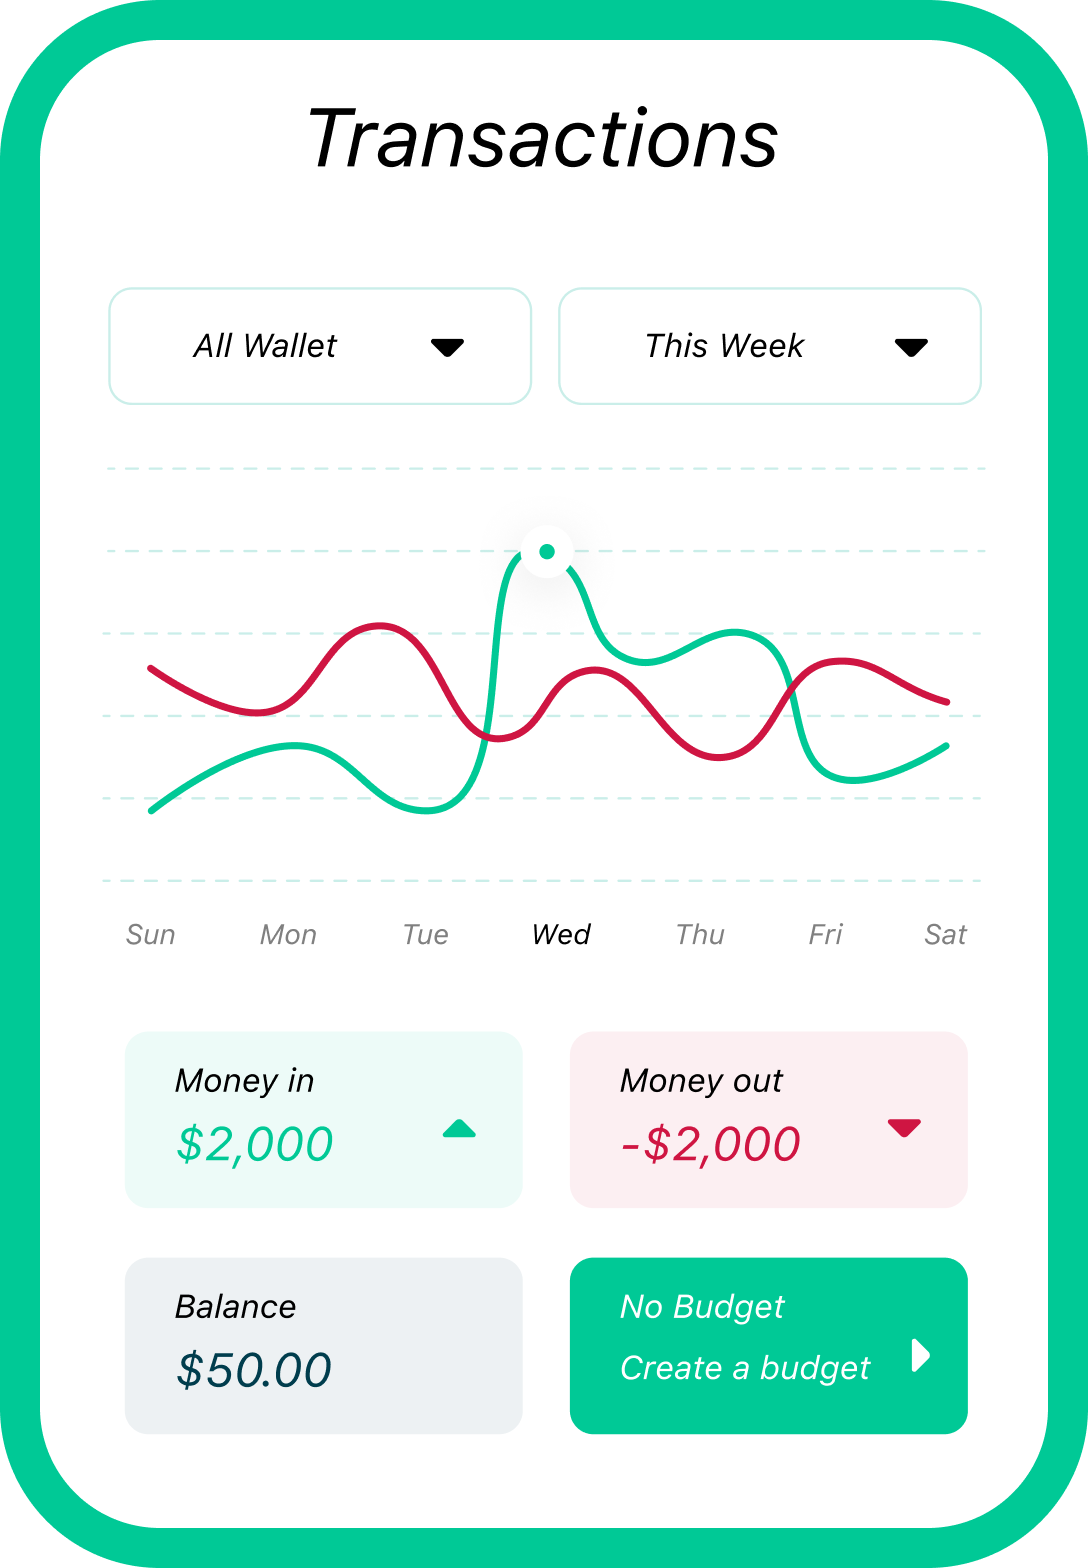 Transactions
All Wallet
This Week
Sun Mon Tue Wed Thu Fri Sat
Money in
$2,000
Money out
-$2,000
Balance
$50.00
No Budget
Create a budget